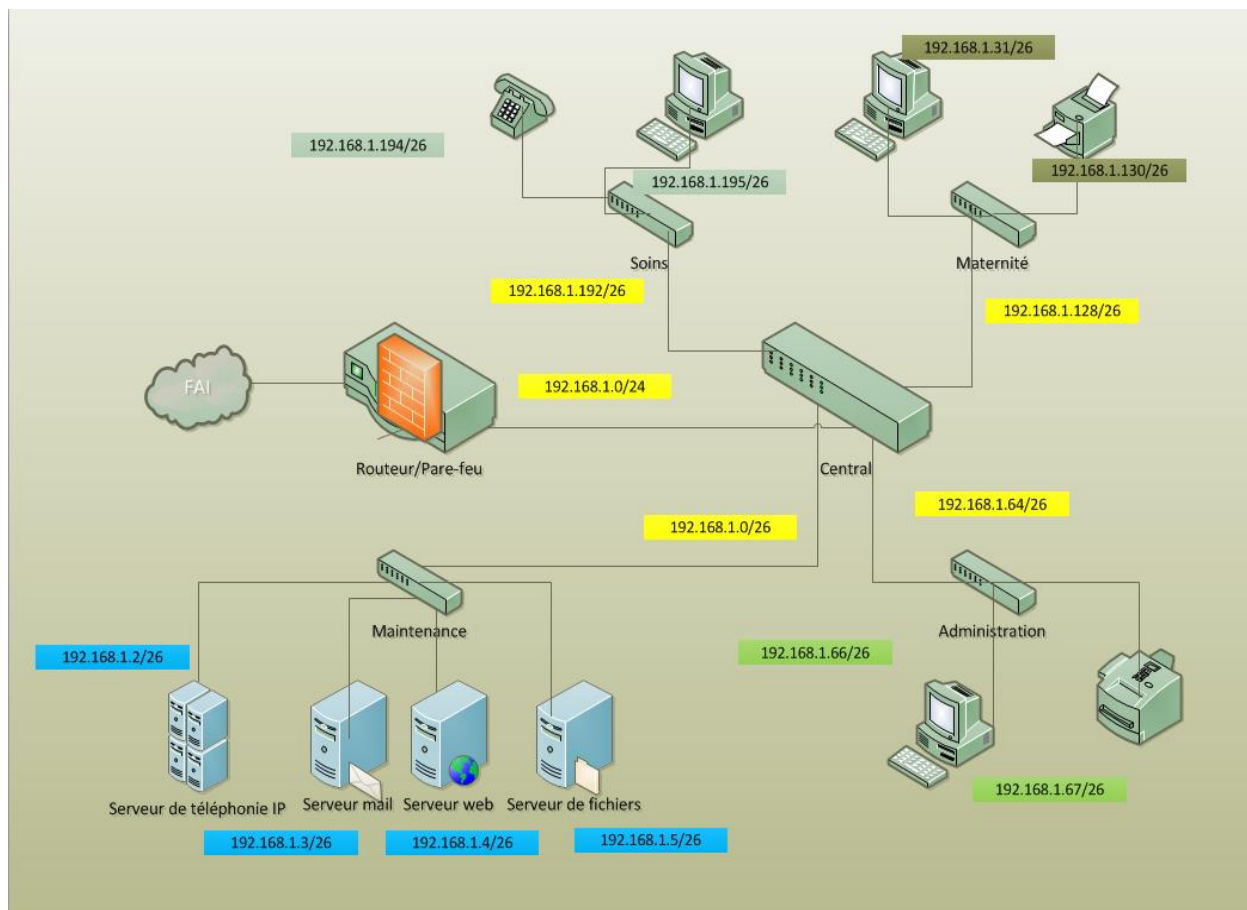 192.168.1.31/26
192.168.1.194/26
192.168.1.195/26
192.168.1.130/26
Soins
Maternité
192.168.1.192/26
192.168.1.128/26
FAI
192.168.1.0/24
Routeur/Pare-feu
Central
192.168.1.64/26
192.168.1.0/26
Maintenance
Administration
192.168.1.2/26
192.168.1.66/26
Serveur de téléphonie IP
Serveur mail
Serveur web
Serveur de fichiers
192.168.1.67/26
192.168.1.3/26
192.168.1.4/26
192.168.1.5/26